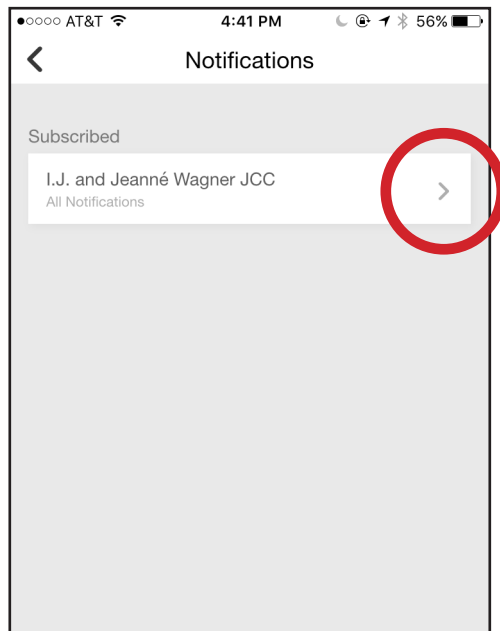 AT&T 4:41 PM 56%
Notifications
Subscribed
I.J. and Jeanné Wagner JCC
All Notifications